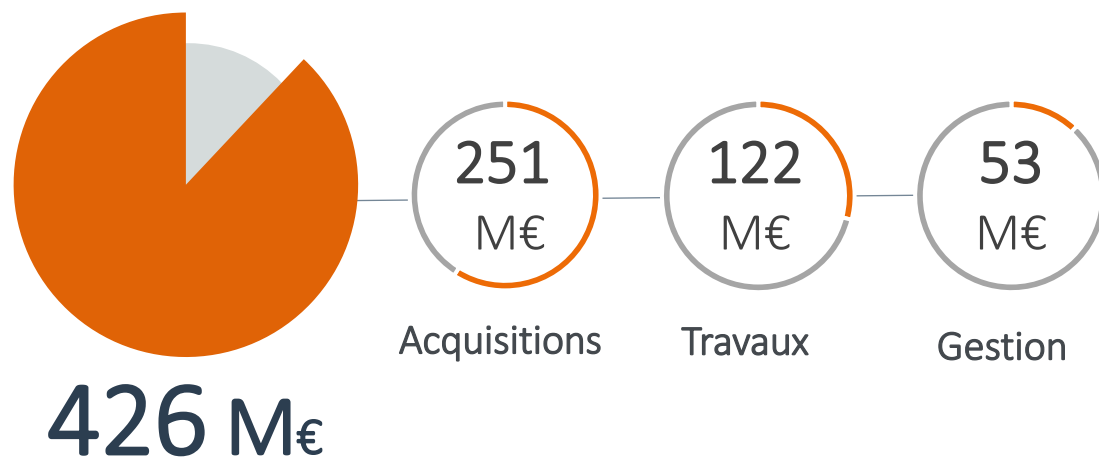 251
M€
Acquisitions
122
M€
Travaux
53
M€
Gestion
426 M€